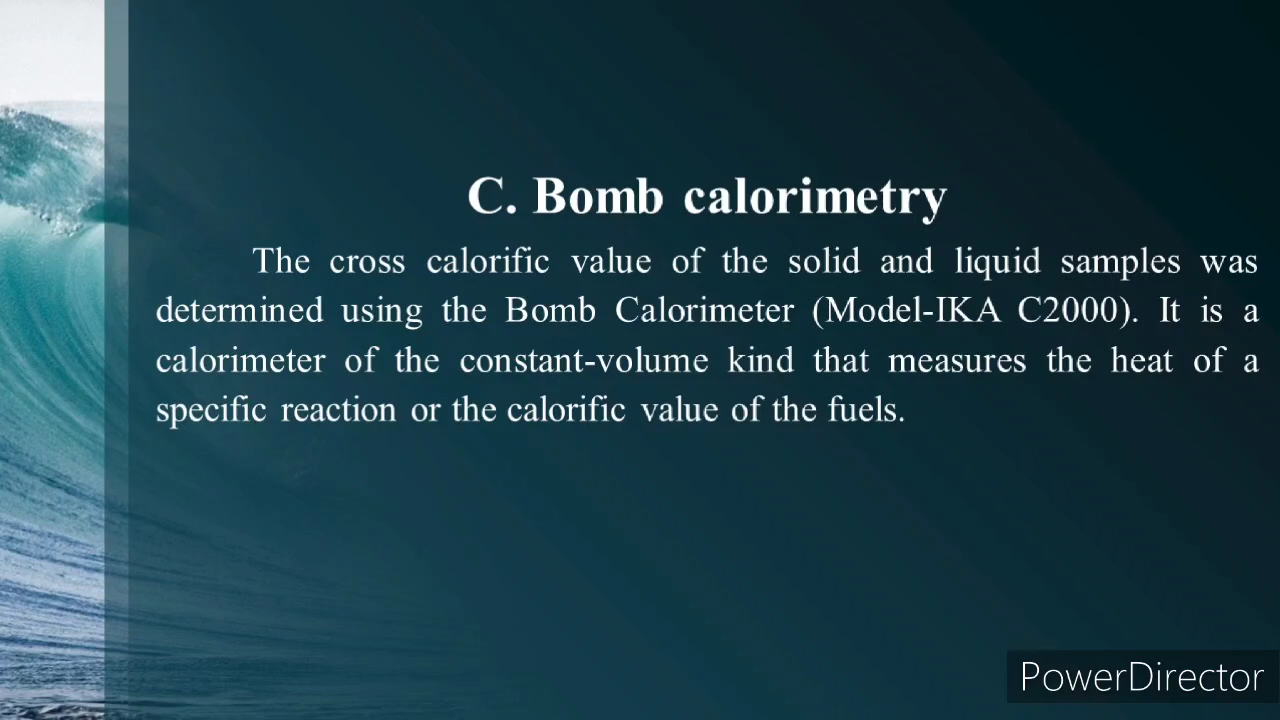 C. Bomb calorimetry
The cross calorific value of the solid and liquid samples was
determined using the Bomb Calorimeter (Model-IKA C2000). It is a
calorimeter of the constant-volume kind that measures the heat of a
specific reaction or the calorific value of the fuels.
PowerDirector